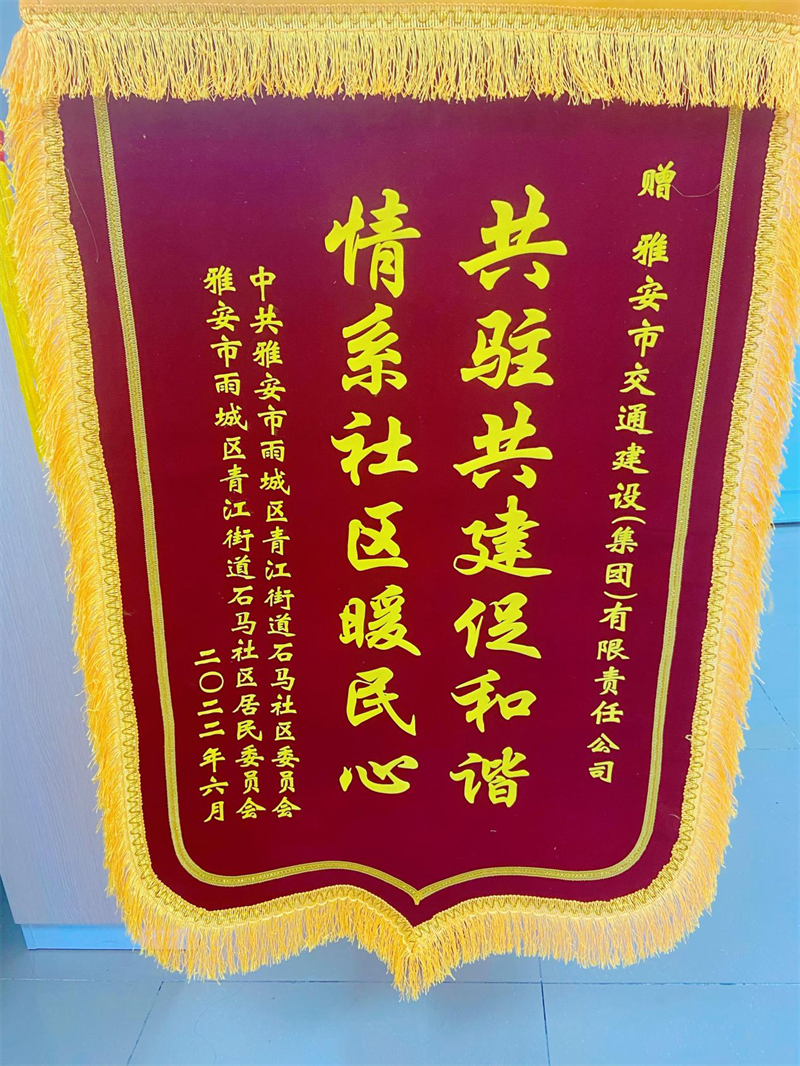 赠 雅安市交通建设(集团)有限责任公司
共驻共建促和谐
情系社区暖民心
中共雅安市雨城区青江街道石马社区委员会
雅安市雨城区青江街道石马社区居民委员会
二〇二二年六月